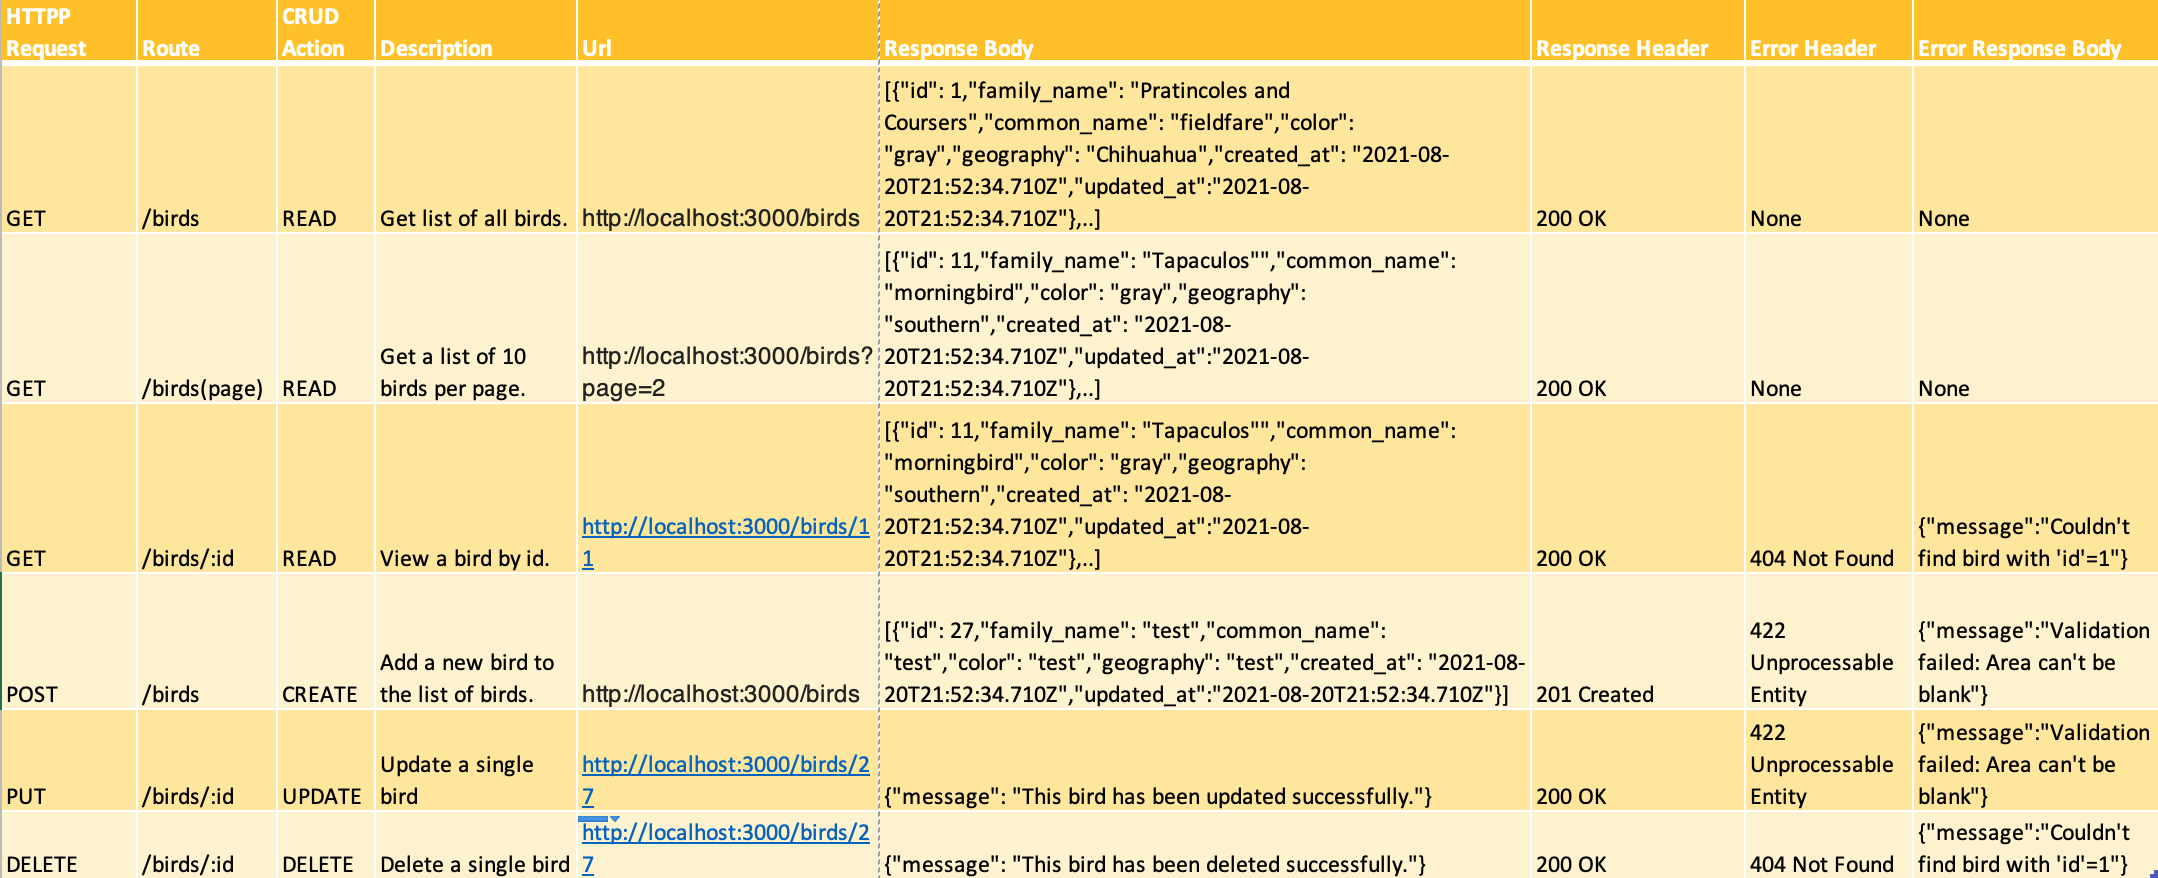 HTTPP
Request
Route
CRUD
Action
Description
Url
Response Body
Response Header
Error Header
Error Response Body
GET
/birds
READ
Get list of all birds.
http://localhost:3000/birds
[{"id": 1,"family_name": "Pratincoles and
Coursers","common_name": "fieldfare","color":
"gray","geography": "Chihuahua","created_at": "2021-08-
20T21:52:34.710Z","updated_at":"2021-08-
20T21:52:34.710Z"},..]
200 OK
None
None
GET
/birds(page)
READ
Get a list of 10
birds per page.
http://localhost:3000/birds?
page=2
[{"id": 11,"family_name": "Tapaculos"","common_name":
"morningbird","color": "gray","geography":
"southern","created_at": "2021-08-
20T21:52:34.710Z","updated_at":"2021-08-
20T21:52:34.710Z"},..]
200 OK
None
None
GET
/birds/:id
READ
View a bird by id.
http://localhost:3000/birds/1
1
[{"id": 11,"family_name": "Tapaculos"","common_name":
"morningbird","color": "gray","geography":
"southern","created_at": "2021-08-
20T21:52:34.710Z","updated_at":"2021-08-
20T21:52:34.710Z"},..]
200 OK
404 Not Found
{"message":"Couldn't
find bird with 'id'=1"}
POST
/birds
CREATE
Add a new bird to
the list of birds.
http://localhost:3000/birds
[{"id": 27,"family_name": "test","common_name":
"test","color": "test","geography": "test","created_at": "2021-08-
20T21:52:34.710Z","updated_at":"2021-08-20T21:52:34.710Z"}]
201 Created
422
Unprocessable
Entity
{"message":"Validation
failed: Area can't be
blank"}
PUT
/birds/:id
UPDATE
Update a single
bird
http://localhost:3000/birds/2
7
{"message": "This bird has been updated successfully."}
200 OK
422
Unprocessable
Entity
{"message":"Validation
failed: Area can't be
blank"}
DELETE
/birds/:id
DELETE
Delete a single bird
http://localhost:3000/birds/2
7
{"message": "This bird has been deleted successfully."}
200 OK
404 Not Found
{"message":"Couldn't
find bird with 'id'=1"}